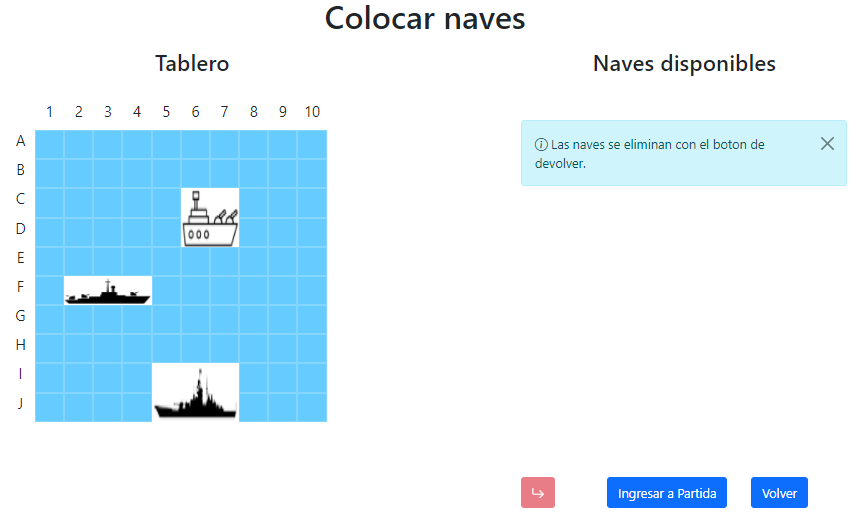 Colocar naves
Tablero
Naves disponibles
1 2 3 4 5 6 7 8 9 10
A
B
C
D
E
F
G
H
I
J
Las naves se eliminan con el boton de
devolver.
Ingresar a Partida
Volver